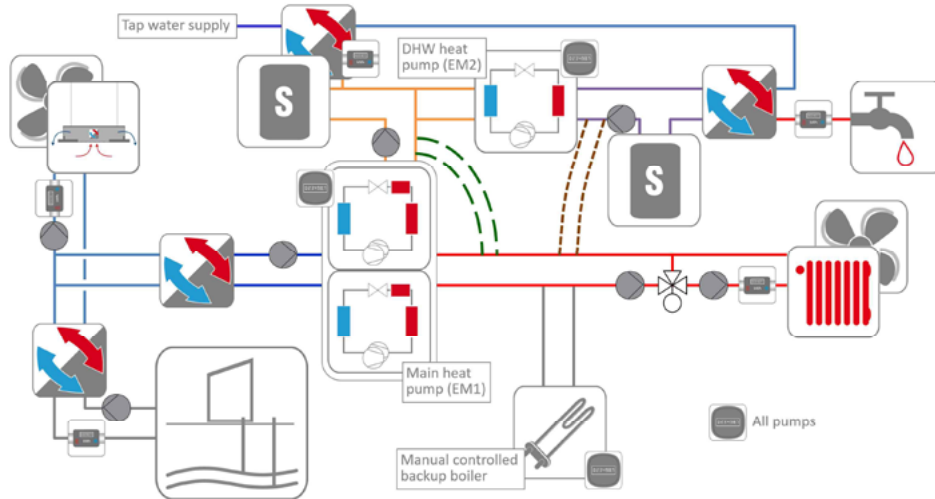 Tap water supply
DHW heat
pump (EM2)
S
S
Main heat
pump (EM1)
Manual controlled
backup boiler
All pumps